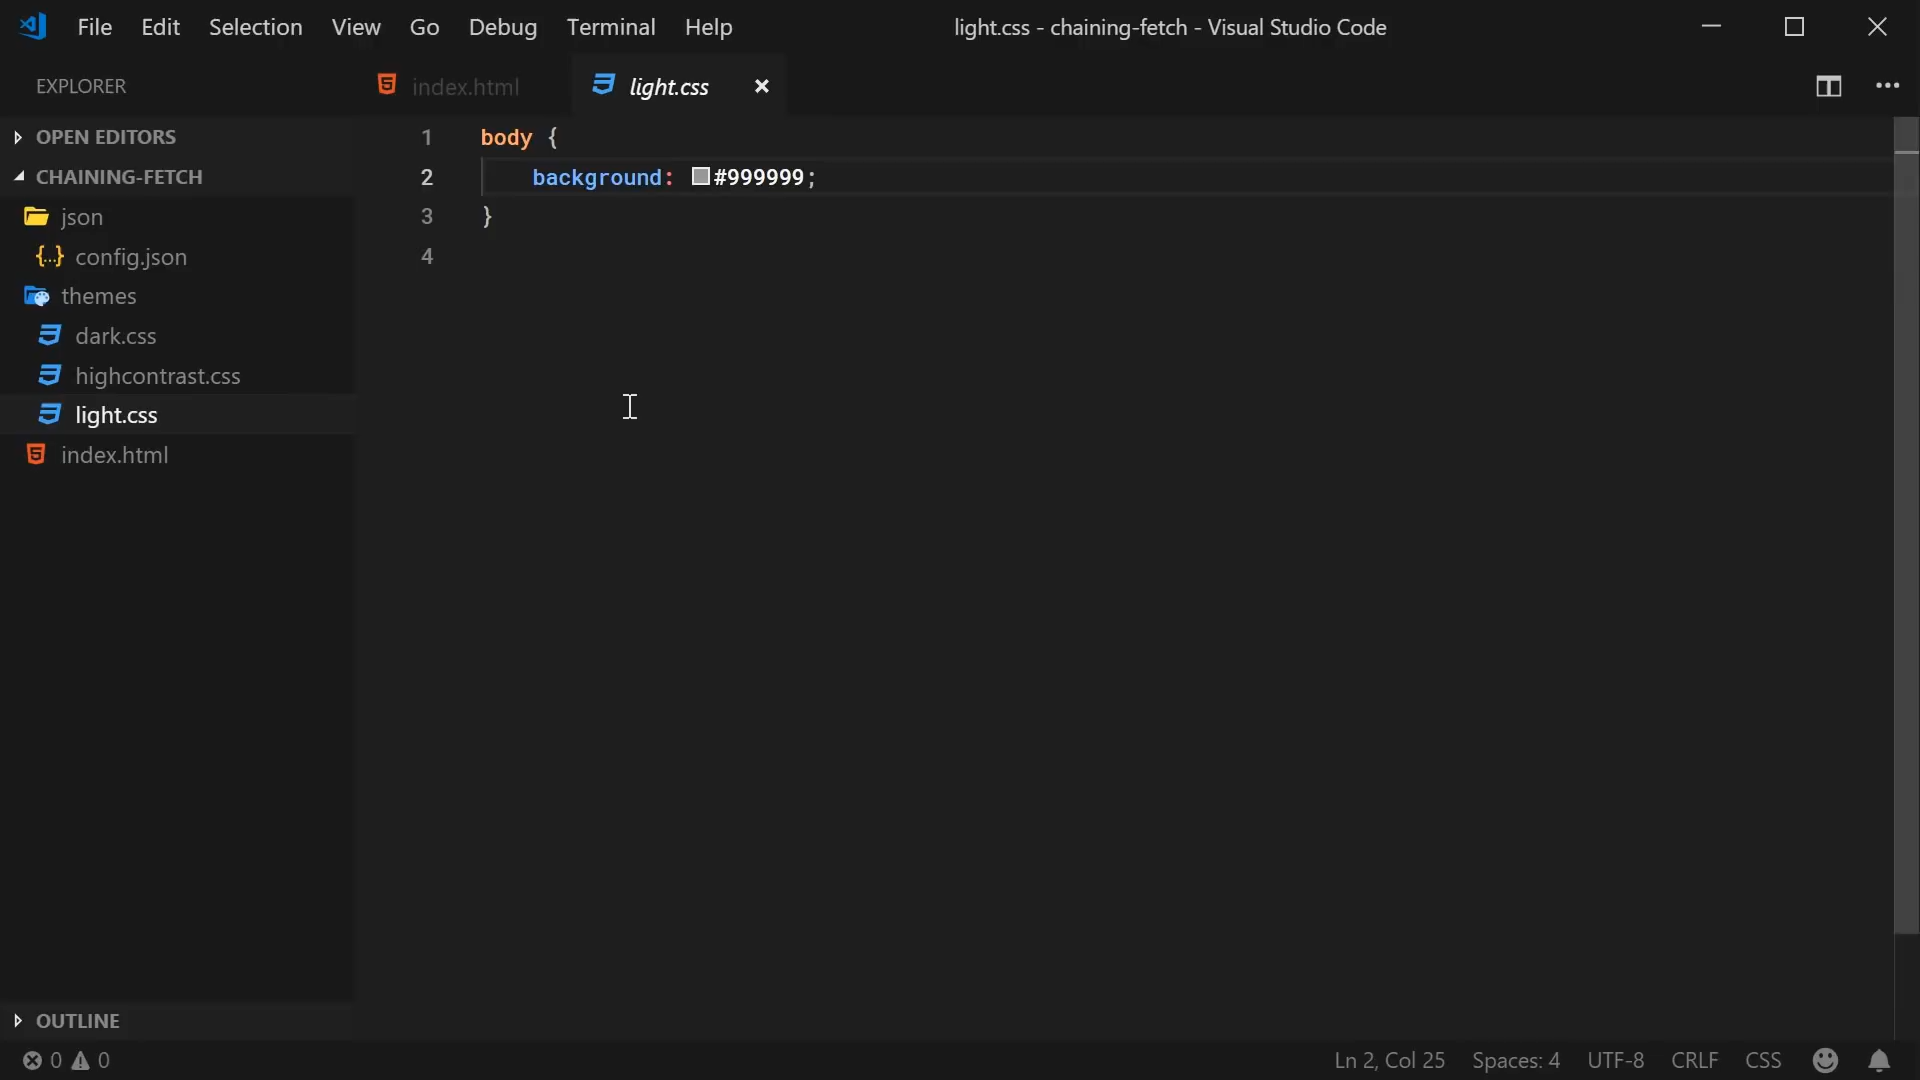 File Edit Selection View Go Debug Terminal Help light.css - chaining-fetch - Visual Studio Code
EXPLORER
index.html
light.css
OPEN EDITORS
CHAINING-FETCH
json
config.json
themes
dark.css
highcontrast.css
light.css
index.html
1 body {
2 background: #999999;
3 }
4
OUTLINE
0 0 Ln 2, Col 25 Spaces: 4 UTF-8 CRLF CSS